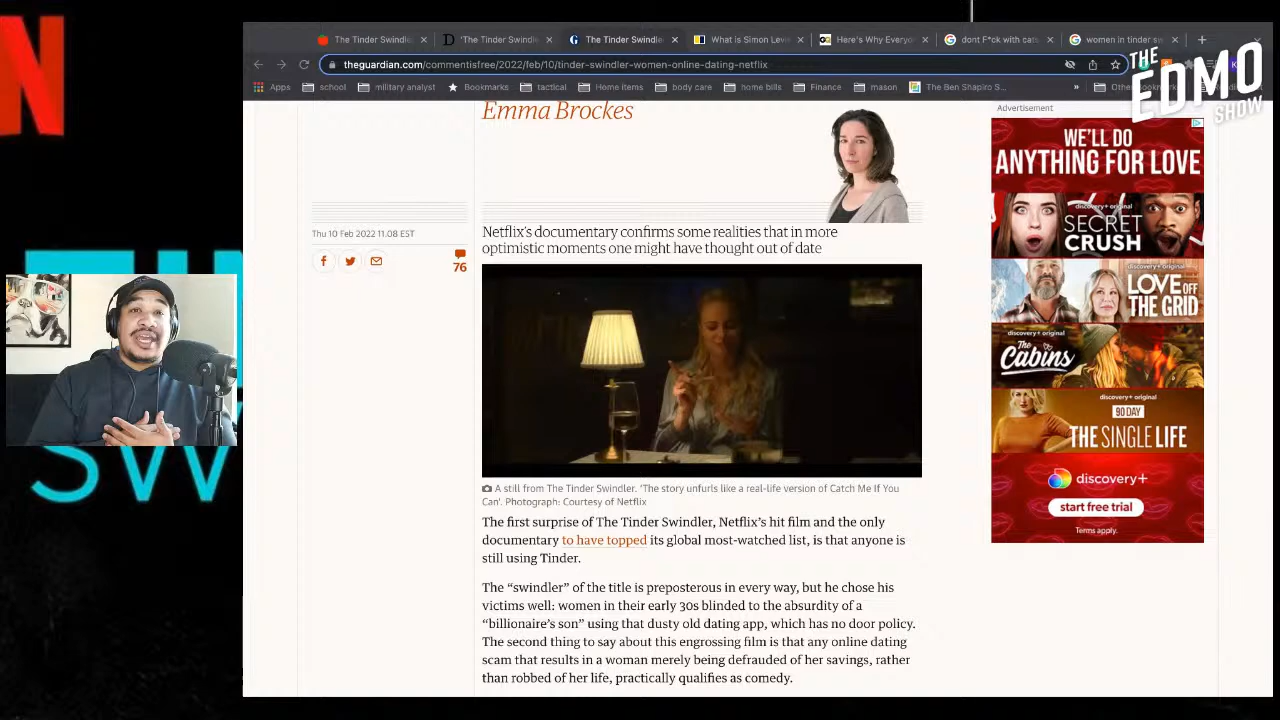 The Tinder Swindle
'The Tinder Swindle
The Tinder Swindle
What is Simon Lev
Here's Why Everyo
dont F*ck with cats
women in tinder sw
THE
EDMO
SHOW
theguardian.com/commentisfree/2022/feb/10/tinder-swindler-women-online-dating-netflix
Apps
school
military analyst
Bookmarks
tactical
Home items
body care
home bills
Finance
mason
The Ben Shapiro S...
»
Emma Brockes
Advertisement
Thu 10 Feb 2022 11.08 EST
76
Netflix's documentary confirms some realities that in more
optimistic moments one might have thought out of date
A still from The Tinder Swindler. 'The story unfurls like a real-life version of Catch Me If You
Can'. Photograph: Courtesy of Netflix
The first surprise of The Tinder Swindler, Netflix's hit film and the only
documentary to have topped its global most-watched list, is that anyone is
still using Tinder.
The “swindler” of the title is preposterous in every way, but he chose his
victims well: women in their early 30s blinded to the absurdity of a
“billionaire's son” using that dusty old dating app, which has no door policy.
The second thing to say about this engrossing film is that any online dating
scam that results in a woman merely being defrauded of her savings, rather
than robbed of her life, practically qualifies as comedy.
WE'LL DO
ANYTHING FOR LOVE
discovery+ original
SECRET
CRUSH
discovery+ original
LOVE OFF
THE GRID
discovery+ original
The
Cabins
discovery+ original
90 DAY
THE SINGLE LIFE
discovery+
start free trial
Terms apply.
N
SW